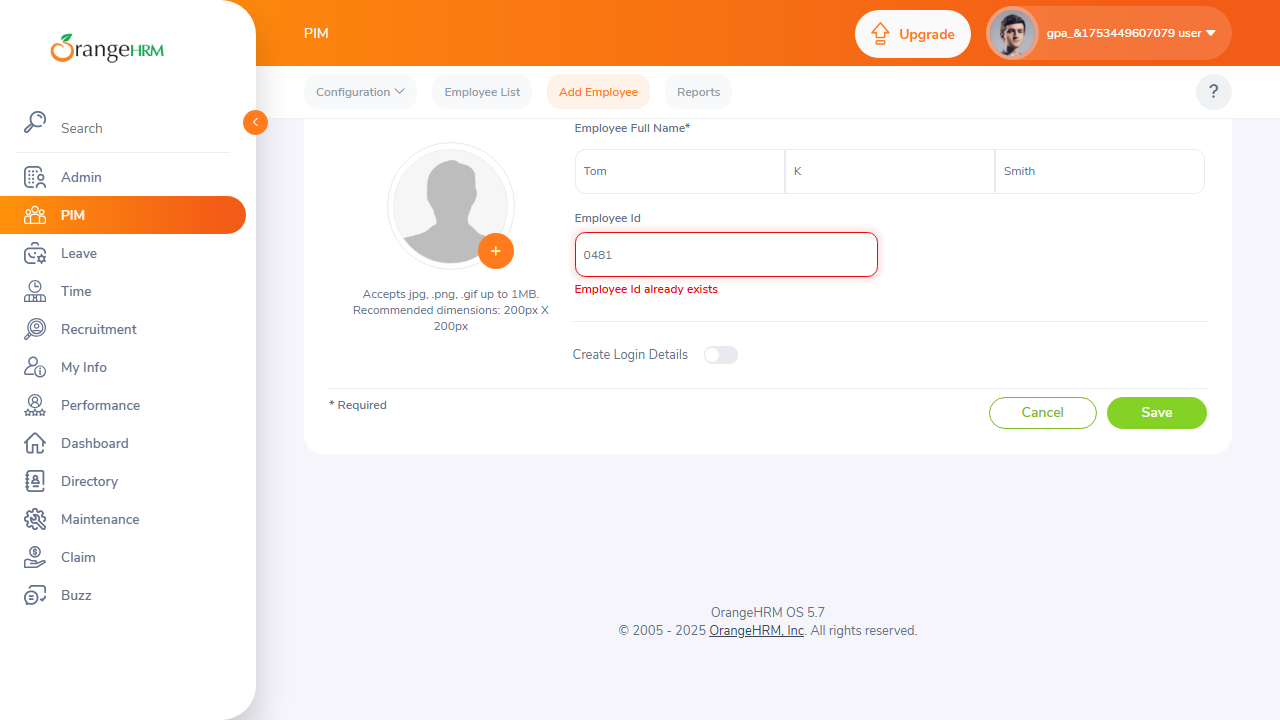 OrangeHRM
Search
Admin
PIM
Leave
Time
Recruitment
My Info
Performance
Dashboard
Directory
Maintenance
Claim
Buzz
PIM
Upgrade
gpa_&1753449607079 user
Configuration
Employee List
Add Employee
Reports
?
Employee Full Name*
Tom
K
Smith
Employee Id
0481
Employee Id already exists
+
Accepts jpg, .png, .gif up to 1MB.
Recommended dimensions: 200px X
200px
Create Login Details
* Required
Cancel
Save
OrangeHRM OS 5.7
© 2005 - 2025 OrangeHRM, Inc. All rights reserved.